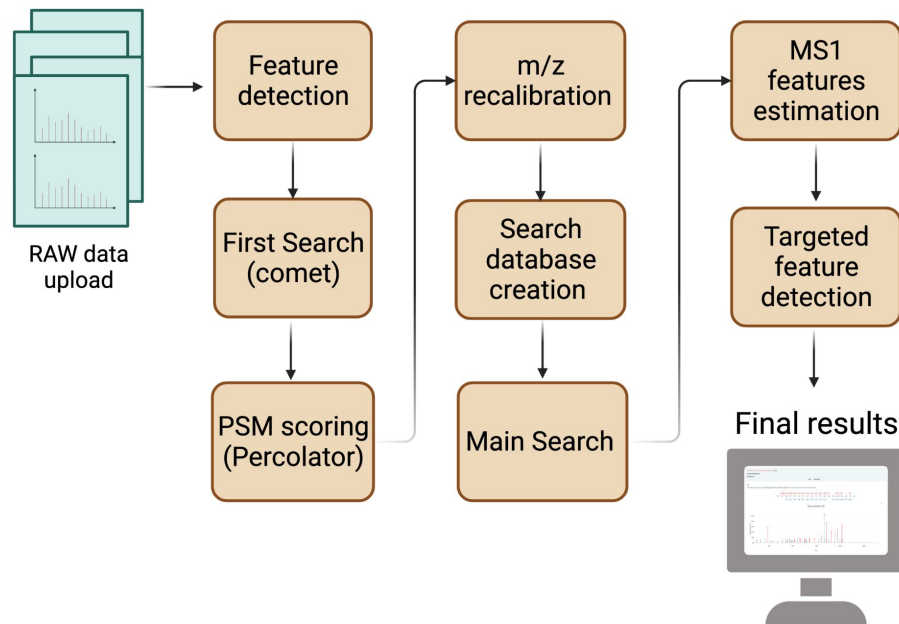 RAW data
upload
Feature
detection
First Search
(comet)
PSM scoring
(Percolator)
m/z
recalibration
Search
database
creation
Main Search
MS1
features
estimation
Targeted
feature
detection
Final results